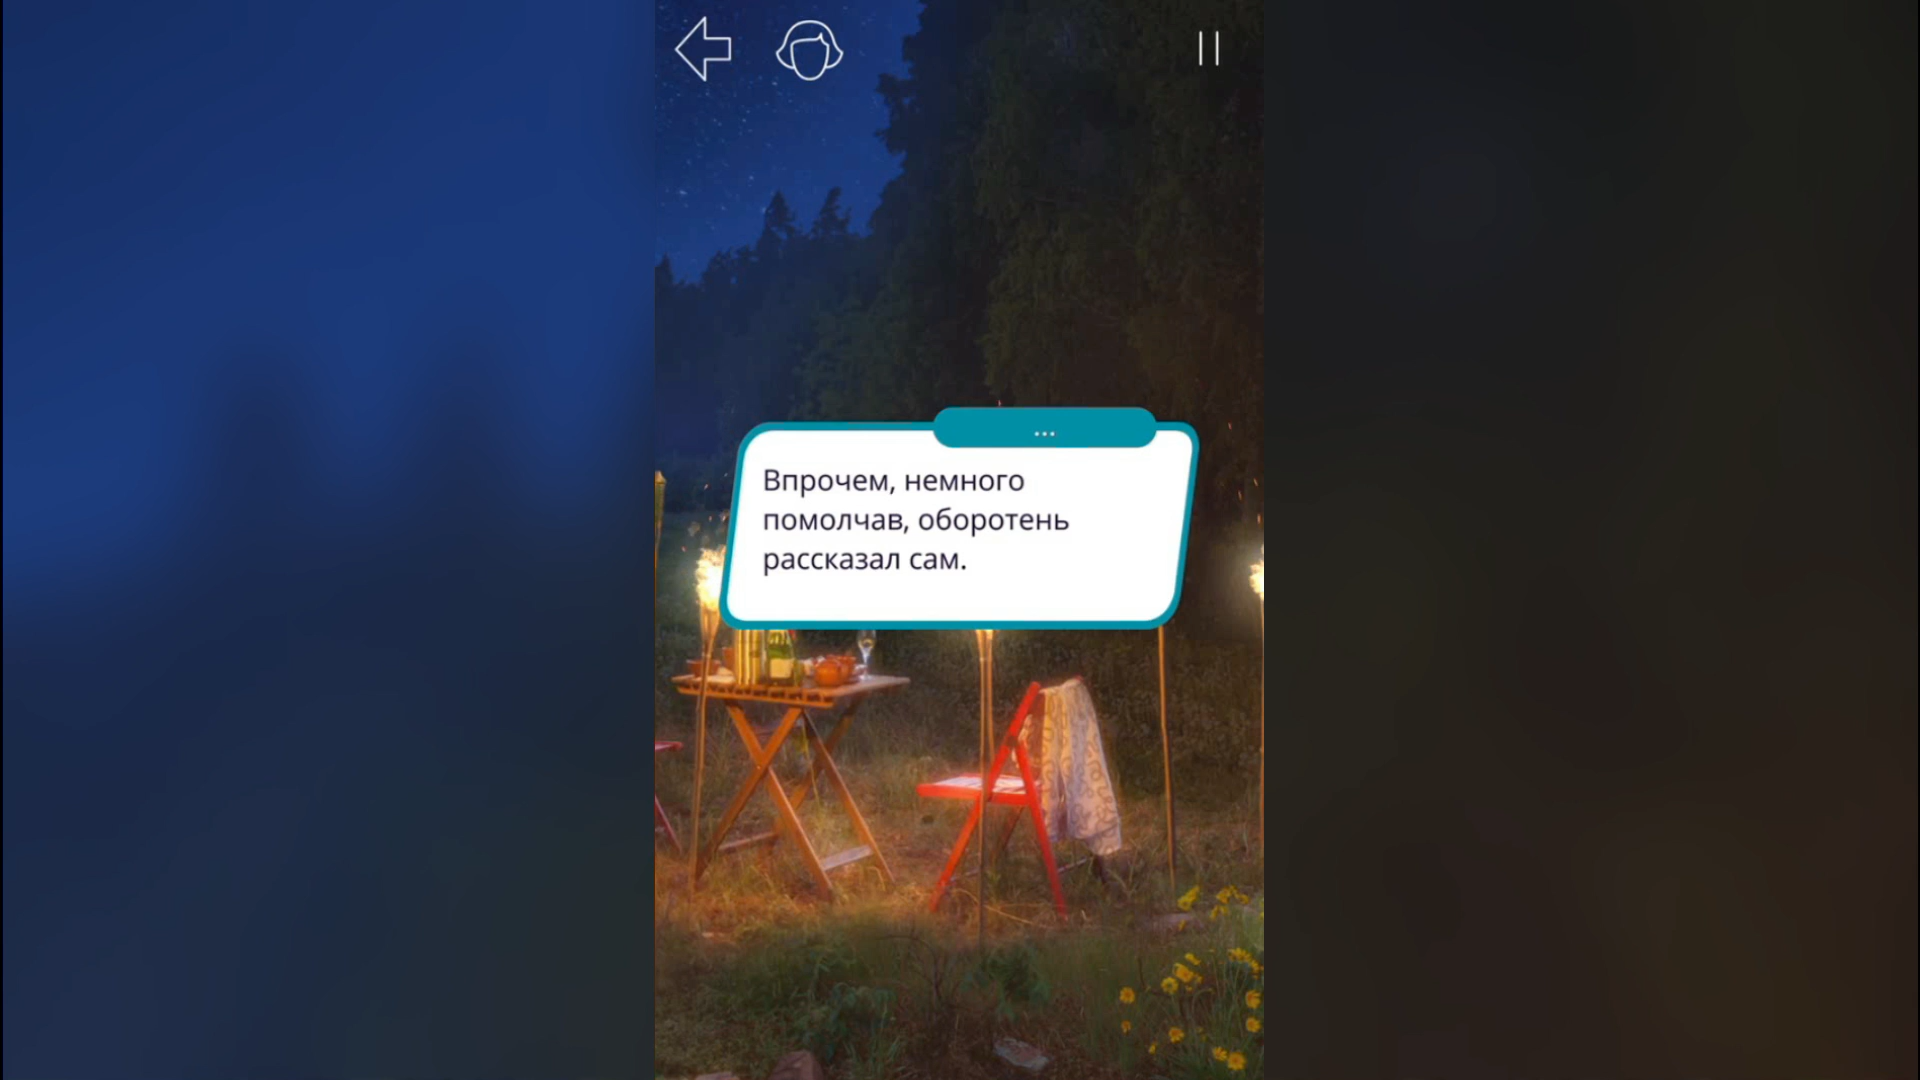 ...
Впрочем, немного
помолчав, оборотень
рассказал сам.